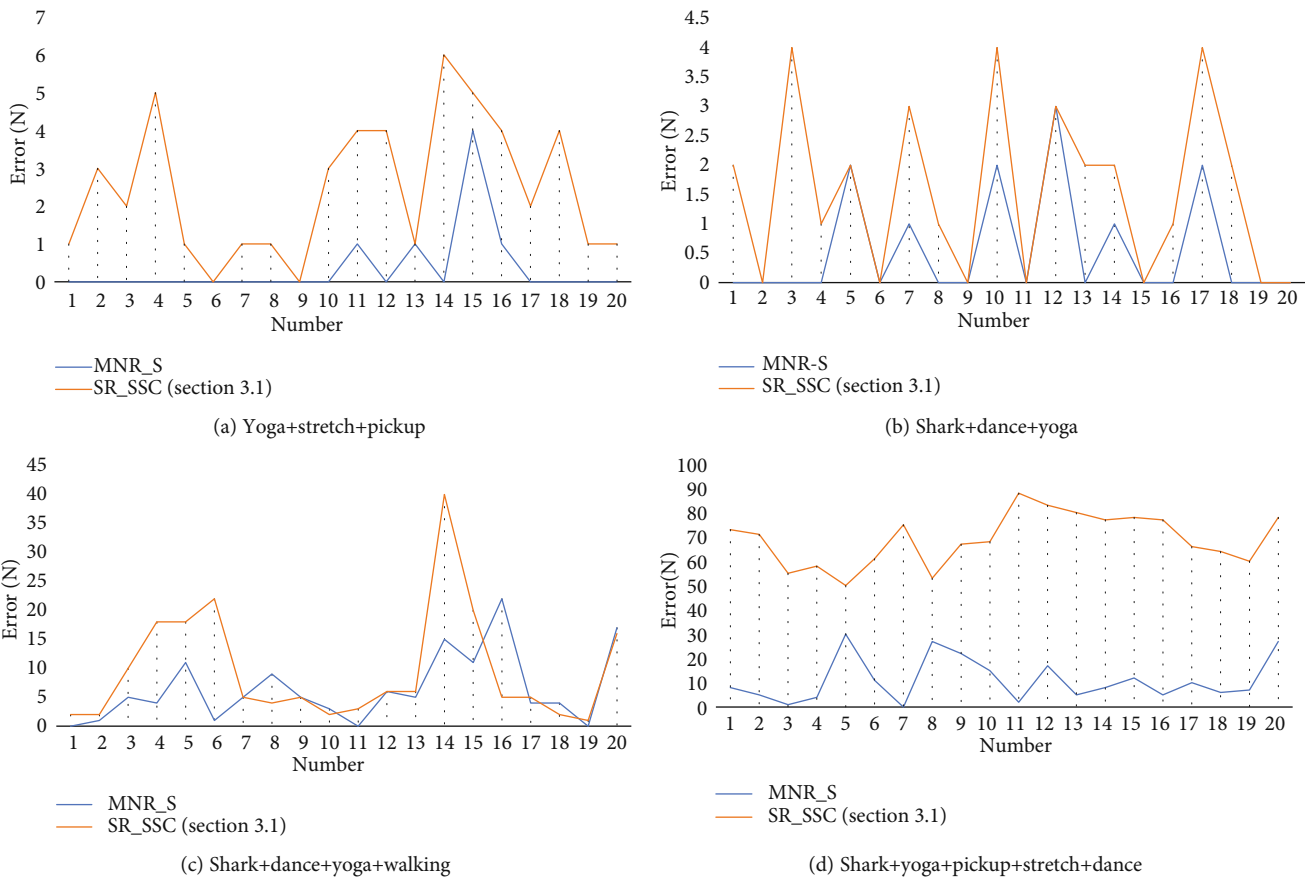 7
6
5
4
3
2
1
0
Error (N)
1 2 3 4 5 6 7 8 9 10 11 12 13 14 15 16 17 18 19 20
Number
MNR_S
SR_SSC (section 3.1)
(a) Yoga+stretch+pickup
4.5
4
3.5
3
2.5
2
1.5
1
0.5
0
Error (N)
1 2 3 4 5 6 7 8 9 10 11 12 13 14 15 16 17 18 19 20
Number
MNR-S
SR_SSC (section 3.1)
(b) Shark+dance+yoga
45
40
35
30
25
20
15
10
5
0
Error (N)
1 2 3 4 5 6 7 8 9 10 11 12 13 14 15 16 17 18 19 20
Number
MNR_S
SR_SSC (section 3.1)
(c) Shark+dance+yoga+walking
100
90
80
70
60
50
40
30
20
10
0
Error(N)
1 2 3 4 5 6 7 8 9 10 11 12 13 14 15 16 17 18 19 20
Number
MNR_S
SR_SSC (section 3.1)
(d) Shark+yoga+pickup+stretch+dance